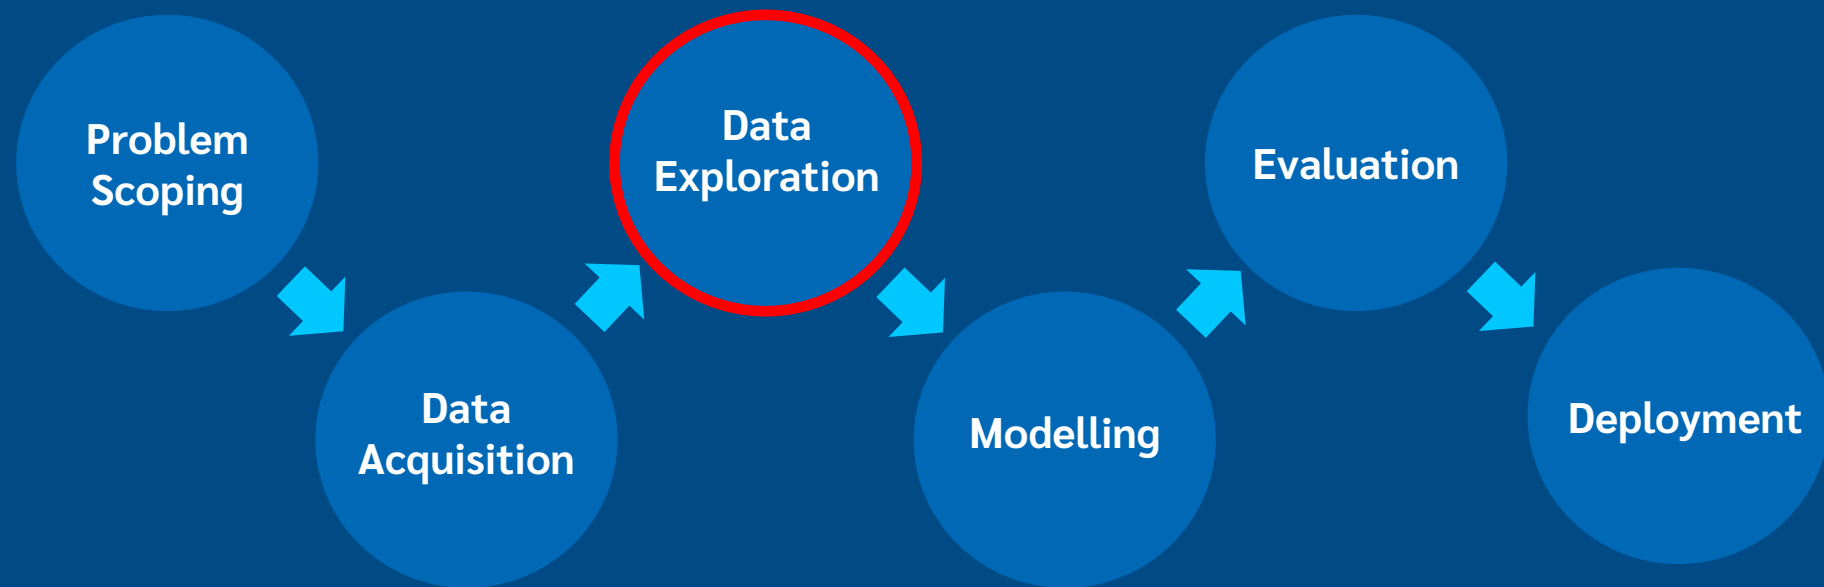 Problem
Scoping
Data
Acquisition
Data
Exploration
Modelling
Evaluation
Deployment